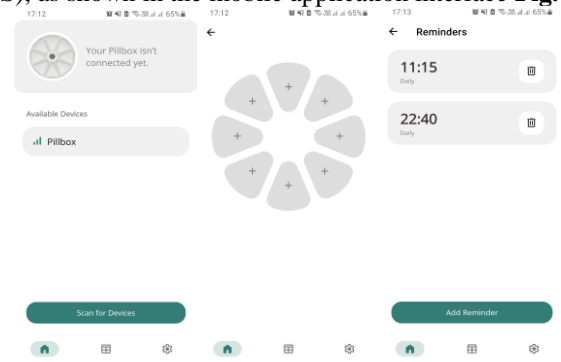 S), as shown in the mobile application interface Fig.
17:12 65%
Your Pillbox isn't
connected yet.
Available Devices
Pillbox
Scan for Devices
17:12 65%
+
+
+
+
+
+
+
+
17:13 65%
Reminders
11:15
Daily
22:40
Daily
Add Reminder